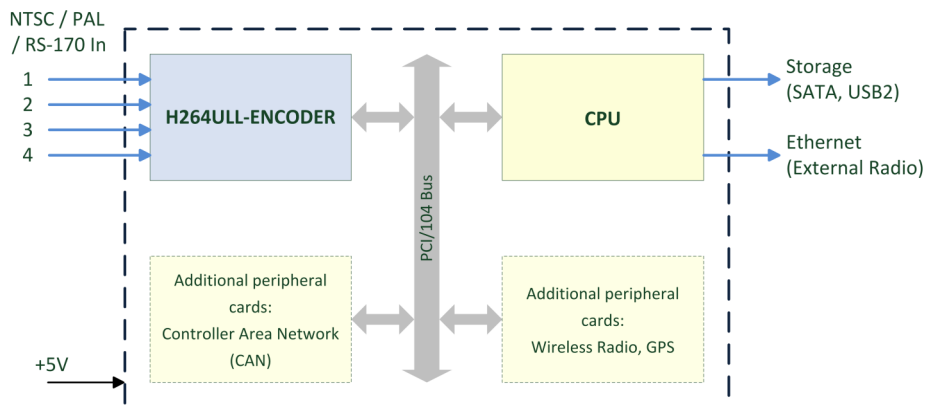 NTSC / PAL
/ RS-170 In
1
2
3
4
H264ULL-ENCODER
PCI/104 Bus
CPU
Storage
(SATA, USB2)
Ethernet
(External Radio)
Additional peripheral
cards:
Controller Area Network
(CAN)
Additional peripheral
cards:
Wireless Radio, GPS
+5V